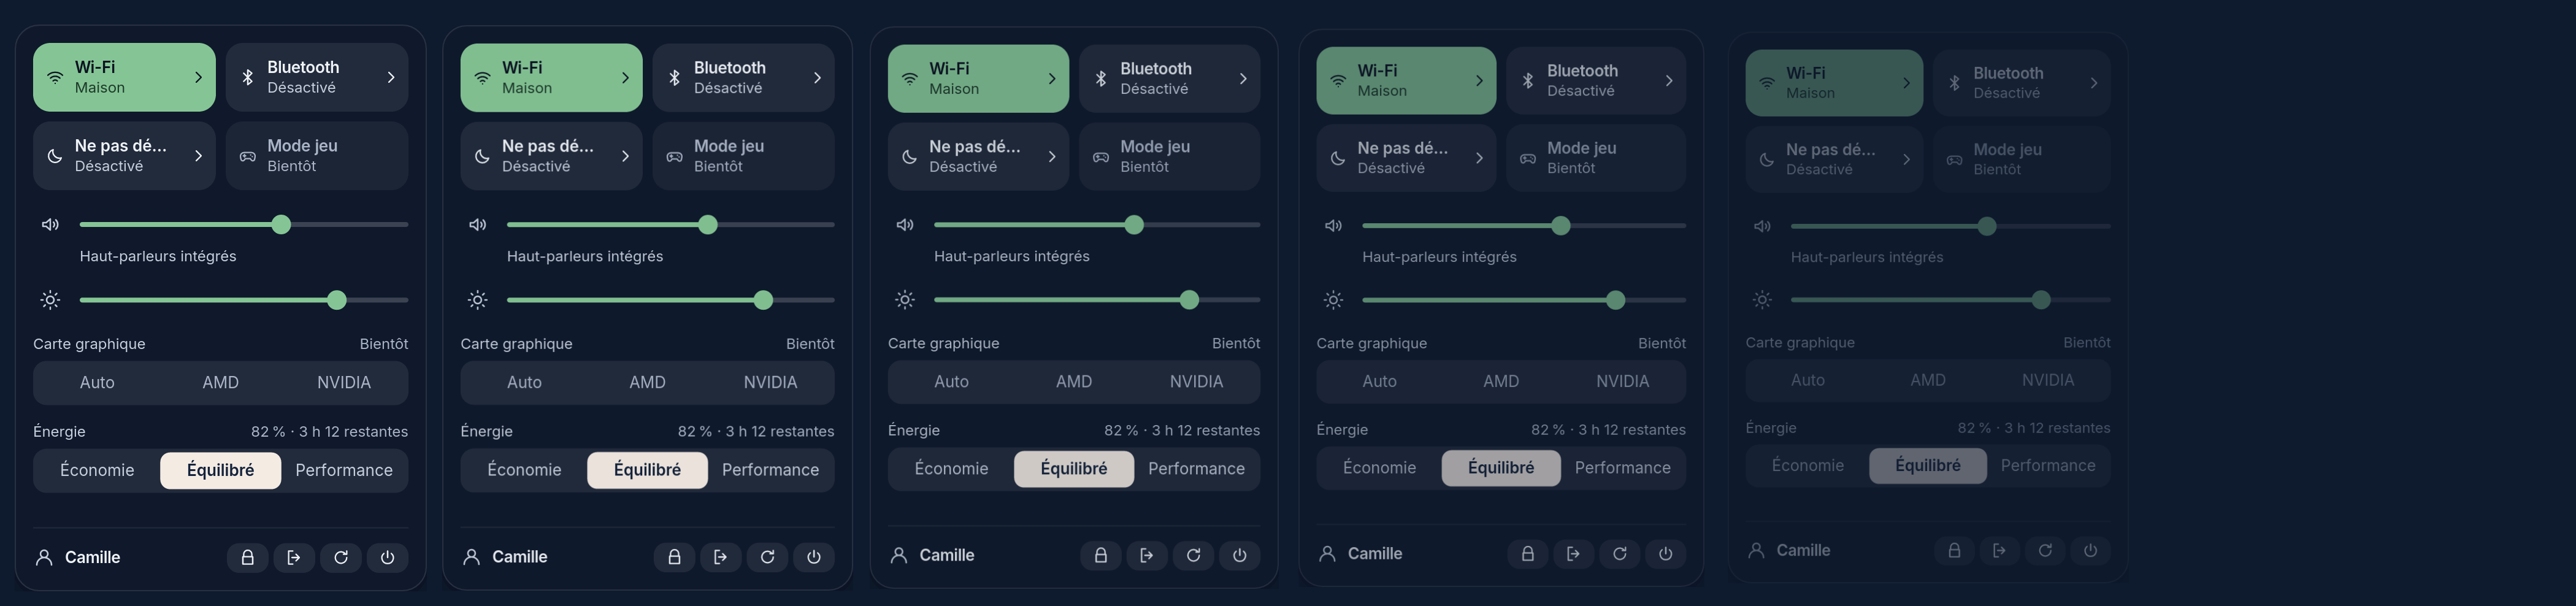 Wi-Fi
Maison
Bluetooth
Désactivé
Ne pas dé...
Désactivé
Mode jeu
Bientôt
Haut-parleurs intégrés
Carte graphique Bientôt
Auto AMD NVIDIA
Énergie 82 % · 3 h 12 restantes
Économie Équilibré Performance
Camille
Wi-Fi
Maison
Bluetooth
Désactivé
Ne pas dé...
Désactivé
Mode jeu
Bientôt
Haut-parleurs intégrés
Carte graphique Bientôt
Auto AMD NVIDIA
Énergie 82 % · 3 h 12 restantes
Économie Équilibré Performance
Camille
Wi-Fi
Maison
Bluetooth
Désactivé
Ne pas dé...
Désactivé
Mode jeu
Bientôt
Haut-parleurs intégrés
Carte graphique Bientôt
Auto AMD NVIDIA
Énergie 82 % · 3 h 12 restantes
Économie Équilibré Performance
Camille
Wi-Fi
Maison
Bluetooth
Désactivé
Ne pas dé...
Désactivé
Mode jeu
Bientôt
Haut-parleurs intégrés
Carte graphique Bientôt
Auto AMD NVIDIA
Énergie 82 % · 3 h 12 restantes
Économie Équilibré Performance
Camille
Wi-Fi
Maison
Bluetooth
Désactivé
Ne pas dé...
Désactivé
Mode jeu
Bientôt
Haut-parleurs intégrés
Carte graphique Bientôt
Auto AMD NVIDIA
Énergie 82 % · 3 h 12 restantes
Économie Équilibré Performance
Camille